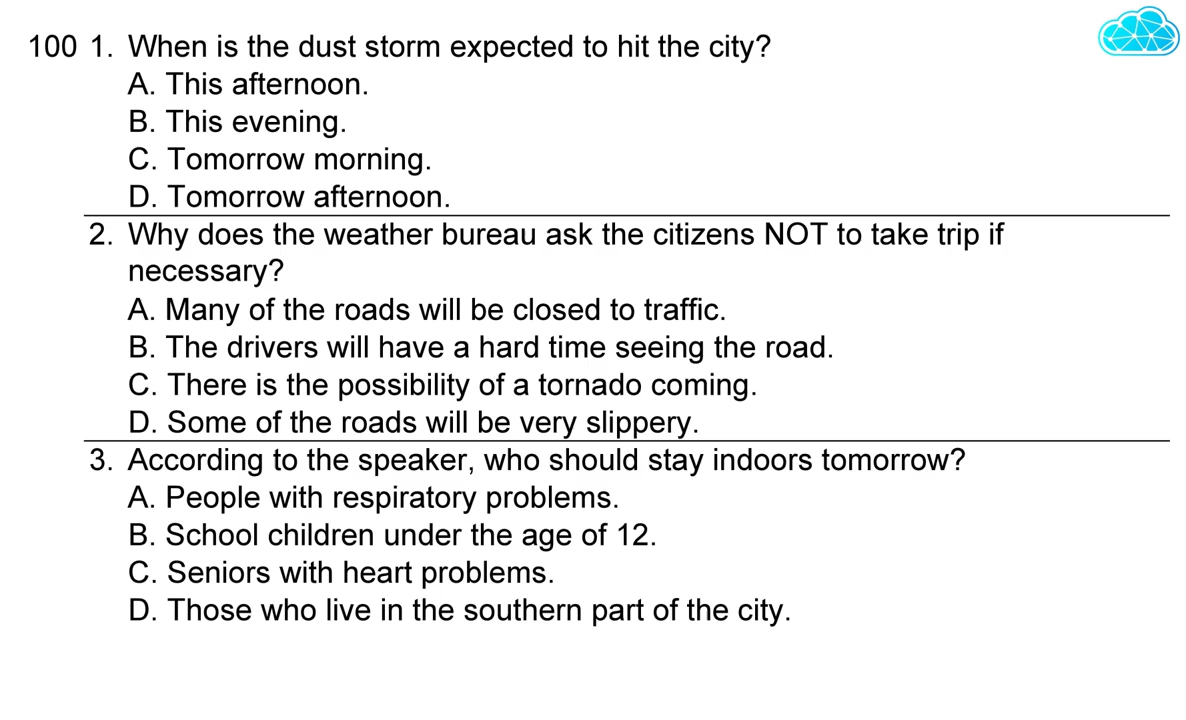 100 1. When is the dust storm expected to hit the city?
A. This afternoon.
B. This evening.
C. Tomorrow morning.
D. Tomorrow afternoon.
2. Why does the weather bureau ask the citizens NOT to take trip if
necessary?
A. Many of the roads will be closed to traffic.
B. The drivers will have a hard time seeing the road.
C. There is the possibility of a tornado coming.
D. Some of the roads will be very slippery.
3. According to the speaker, who should stay indoors tomorrow?
A. People with respiratory problems.
B. School children under the age of 12.
C. Seniors with heart problems.
D. Those who live in the southern part of the city.